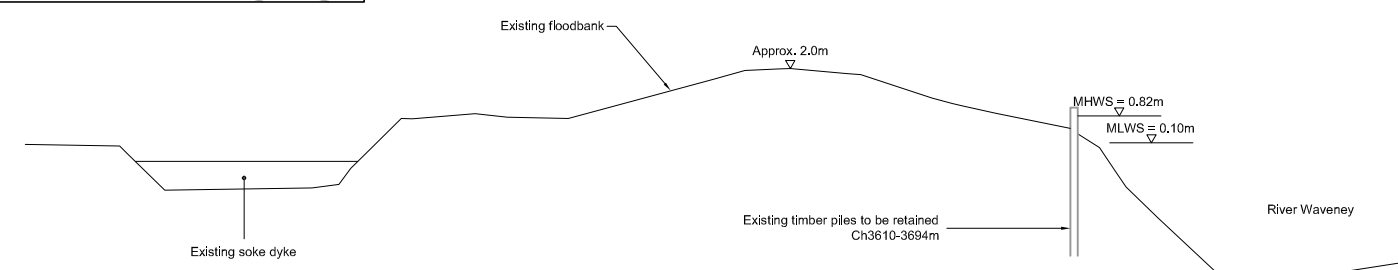 Existing floodbank
Approx. 2.0m
MHWS = 0.82m
MLWS = 0.10m
River Waveney
Existing timber piles to be retained
Ch3610-3694m
Existing soke dyke